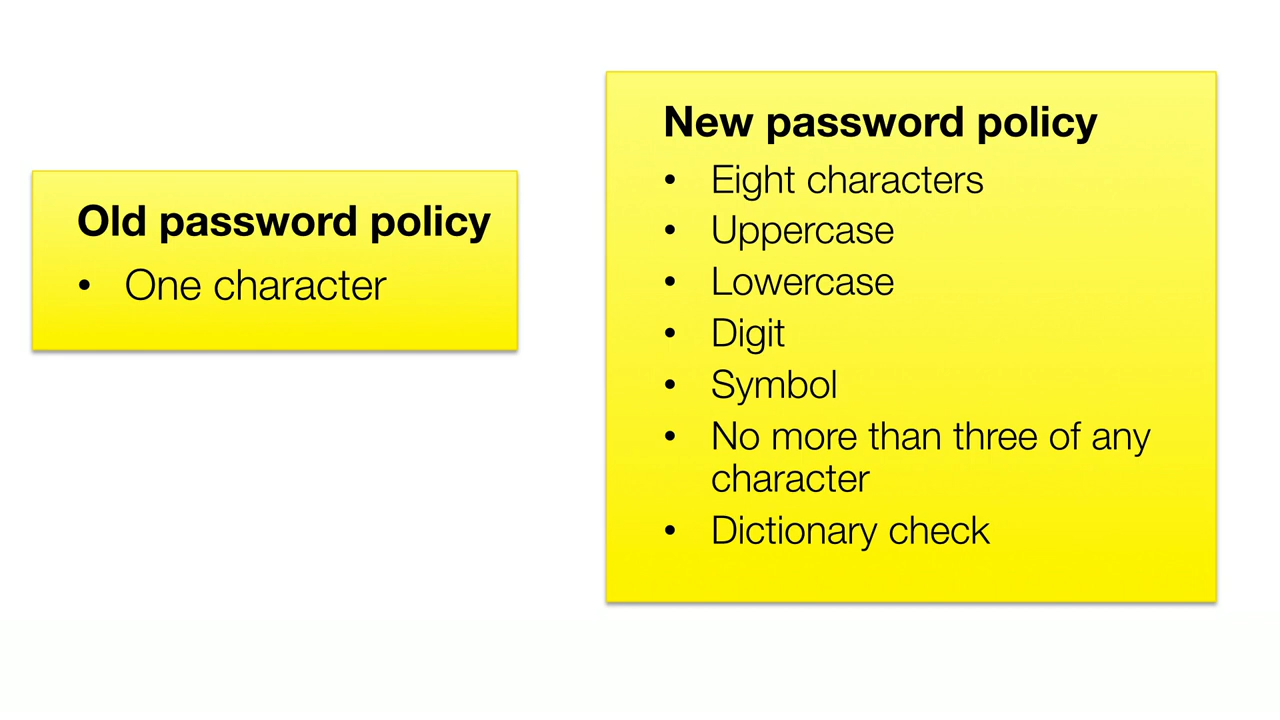 Old password policy
• One character
New password policy
• Eight characters
• Uppercase
• Lowercase
• Digit
• Symbol
• No more than three of any
character
• Dictionary check